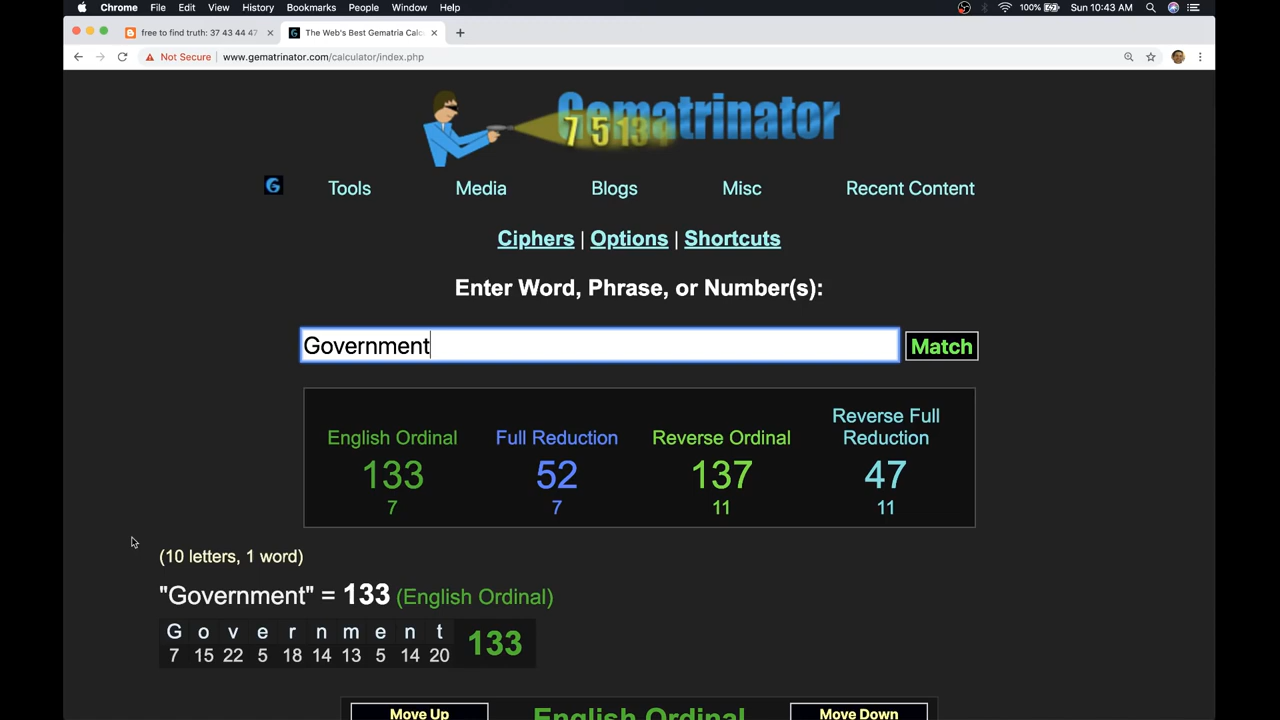 Chrome File Edit View History Bookmarks People Window Help 100% Sun 10:43 AM
free to find truth: 37 43 44 47 The Web's Best Gematria Calc
Not Secure www.gematrinator.com/calculator/index.php
Gematrinator
7 5 13
Tools Media Blogs Misc Recent Content
Ciphers | Options | Shortcuts
Enter Word, Phrase, or Number(s):
Government Match
English Ordinal Full Reduction Reverse Ordinal Reverse Full Reduction
133 52 137 47
7 7 11 11
(10 letters, 1 word)
"Government" = 133 (English Ordinal)
G o v e r n m e n t
7 15 22 5 18 14 13 5 14 20 133
Move Up English Ordinal Move Down